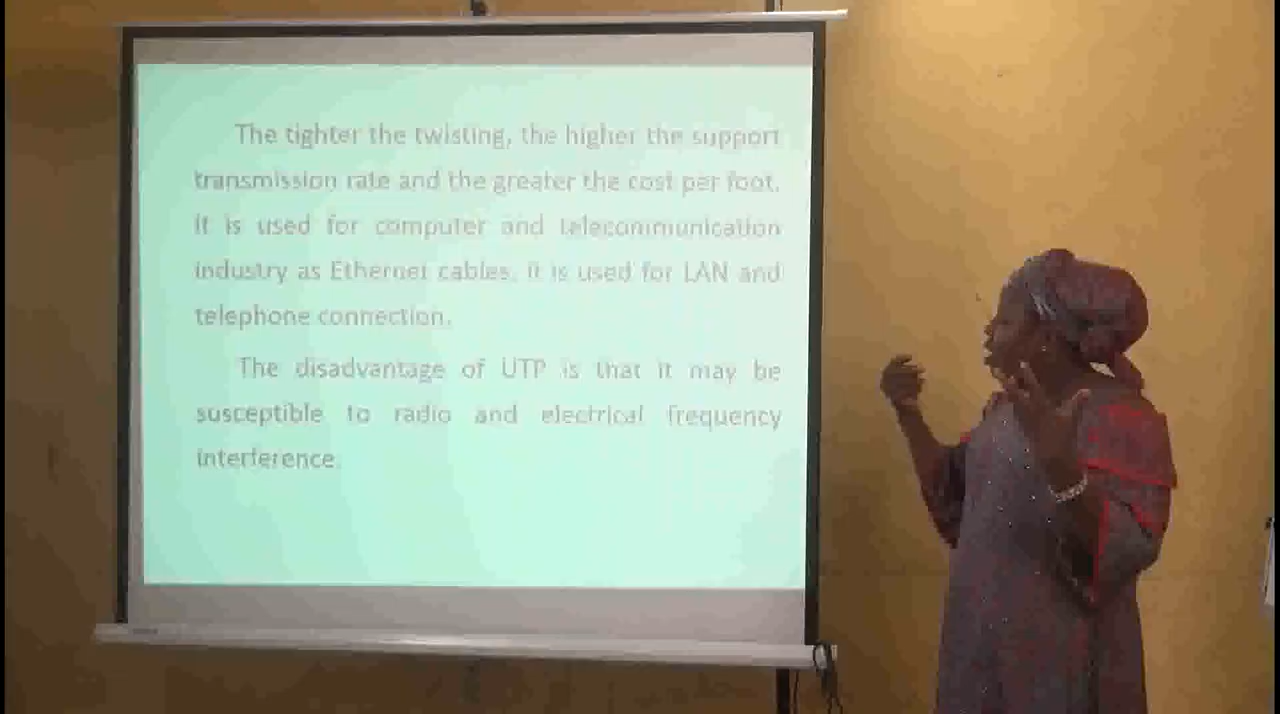 The tighter the twisting, the higher the support
transmission rate and the greater the cost per foot.
It is used for computer and telecommunication
industry as Ethernet cables. It is used for LAN and
telephone connection.
The disadvantage of UTP is that it may be
susceptible to radio and electrical frequency
interference.